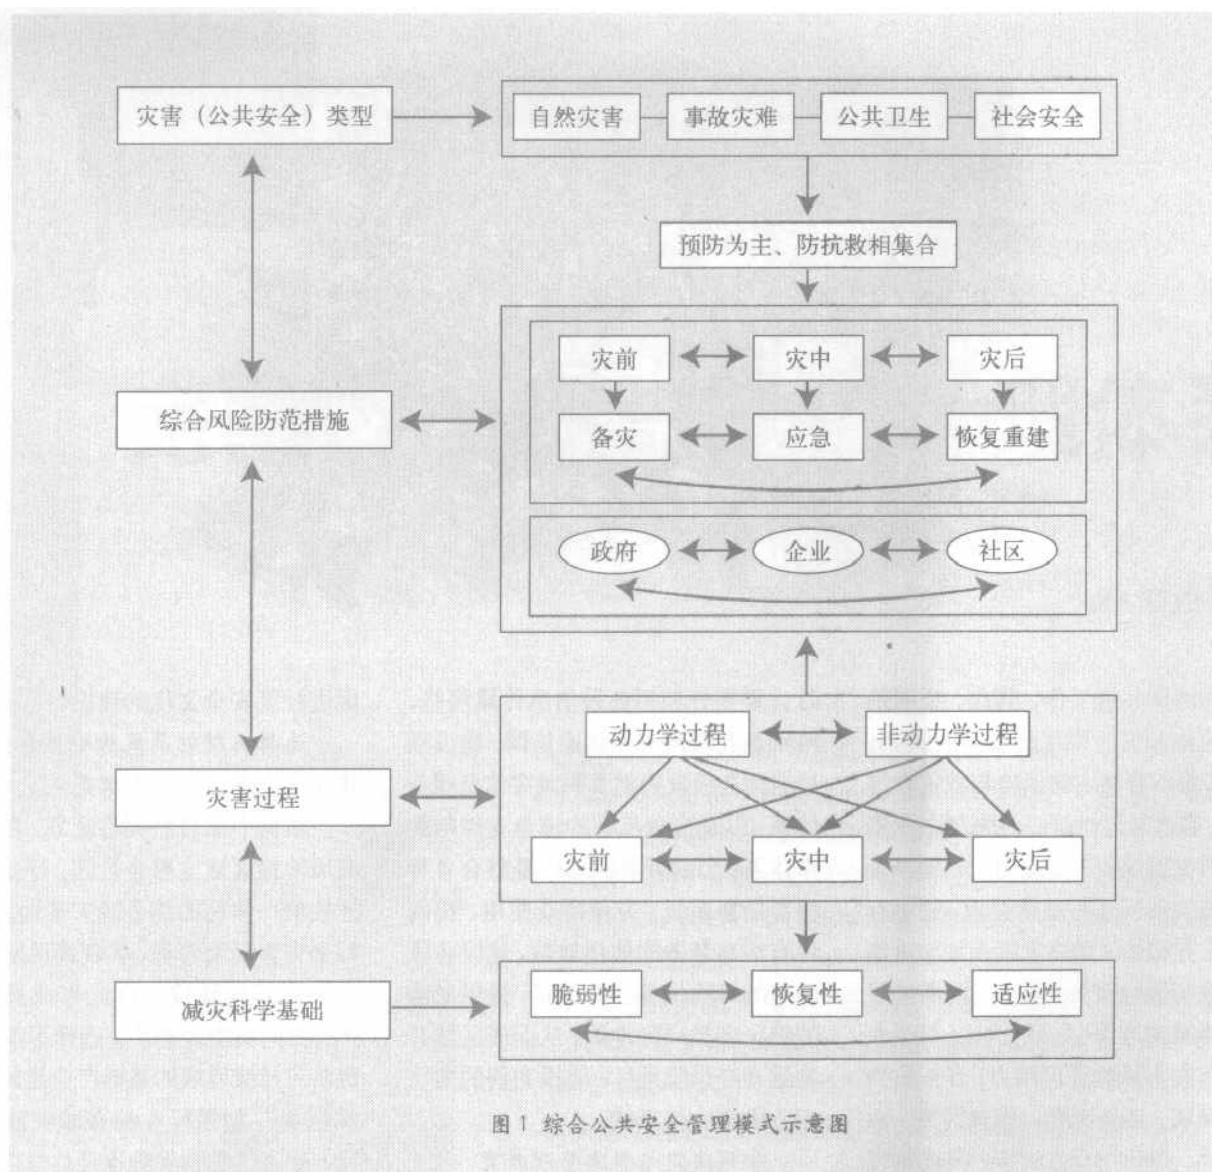 灾害（公共安全）类型
自然灾害 事故灾难 公共卫生 社会安全
预防为主、防抗救相集合
灾前 灾中 灾后
综合风险防范措施
备灾 应急 恢复重建
政府 企业 社区
动力学过程 非动力学过程
灾害过程
灾前 灾中 灾后
减灾科学基础
脆弱性 恢复性 适应性
图1 综合公共安全管理模式示意图